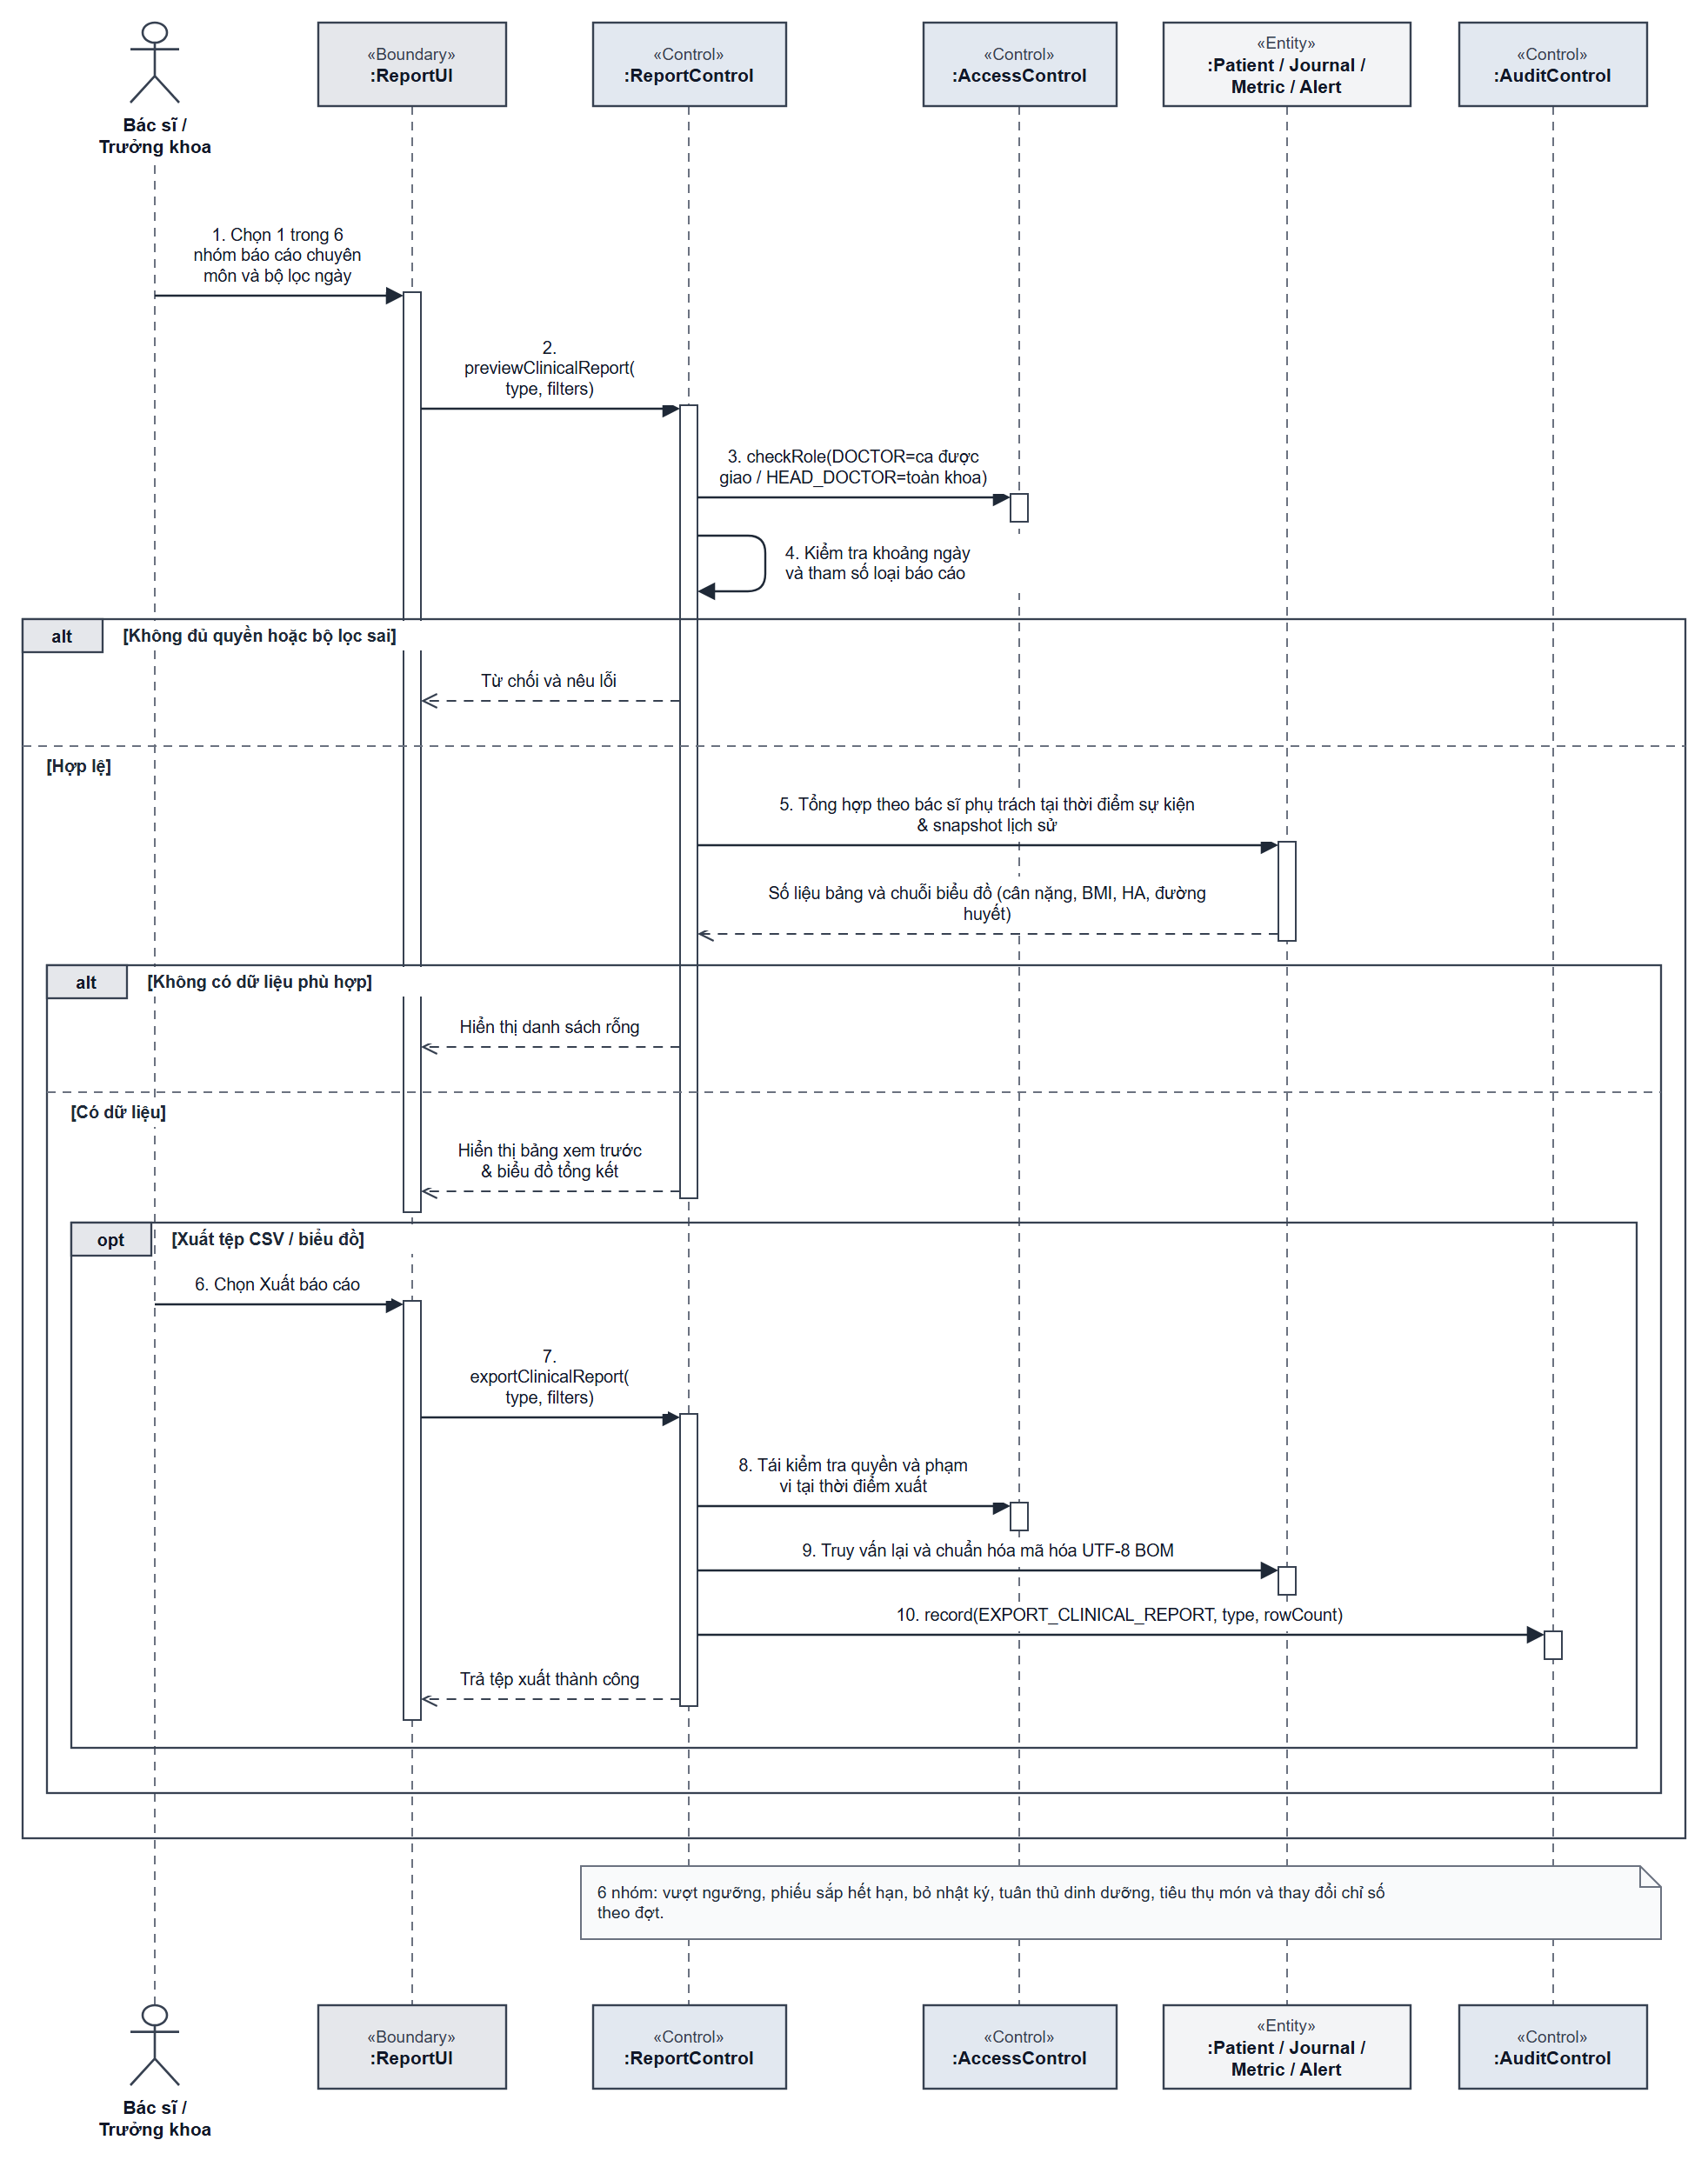 «Boundary»
:ReportUI
«Control»
:ReportControl
«Control»
:AccessControl
«Entity»
:Patient / Journal /
Metric / Alert
«Control»
:AuditControl
Bác sĩ /
Trưởng khoa
1. Chọn 1 trong 6
nhóm báo cáo chuyên
môn và bộ lọc ngày
2.
previewClinicalReport(
type, filters)
3. checkRole(DOCTOR=ca được
giao / HEAD_DOCTOR=toàn khoa)
4. Kiểm tra khoảng ngày
và tham số loại báo cáo
alt
[Không đủ quyền hoặc bộ lọc sai]
Từ chối và nêu lỗi
[Hợp lệ]
5. Tổng hợp theo bác sĩ phụ trách tại thời điểm sự kiện
& snapshot lịch sử
Số liệu bảng và chuỗi biểu đồ (cân nặng, BMI, HA, đường
huyết)
alt
[Không có dữ liệu phù hợp]
Hiển thị danh sách rỗng
[Có dữ liệu]
Hiển thị bảng xem trước
& biểu đồ tổng kết
opt
[Xuất tệp CSV / biểu đồ]
6. Chọn Xuất báo cáo
7.
exportClinicalReport(
type, filters)
8. Tái kiểm tra quyền và phạm
vi tại thời điểm xuất
9. Truy vấn lại và chuẩn hóa mã hóa UTF-8 BOM
10. record(EXPORT_CLINICAL_REPORT, type, rowCount)
Trả tệp xuất thành công
6 nhóm: vượt ngưỡng, phiếu sắp hết hạn, bỏ nhật ký, tuân thủ dinh dưỡng, tiêu thụ món và thay đổi chỉ số
theo đợt.
«Boundary»
:ReportUI
«Control»
:ReportControl
«Control»
:AccessControl
«Entity»
:Patient / Journal /
Metric / Alert
«Control»
:AuditControl
Bác sĩ /
Trưởng khoa